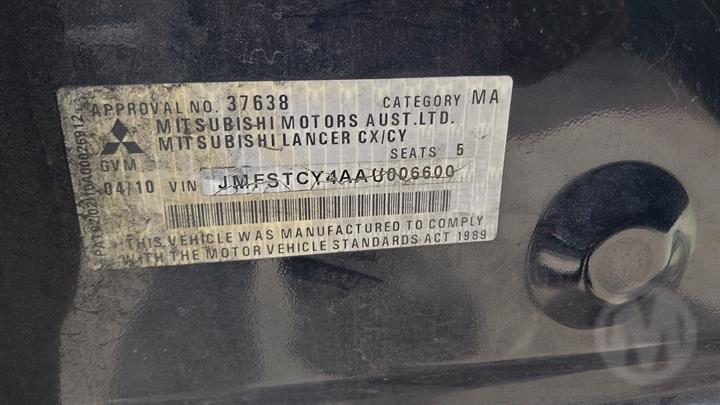 APPROVAL NO. 37638 CATEGORY MA
MITSUBISHI MOTORS AUST.LTD.
MITSUBISHI LANCER CX/CY
GVM SEATS 5
04/10 VIN JMFSTCY4AAU006600
THIS VEHICLE WAS MANUFACTURED TO COMPLY
WITH THE MOTOR VEHICLE STANDARDS ACT 1989
M